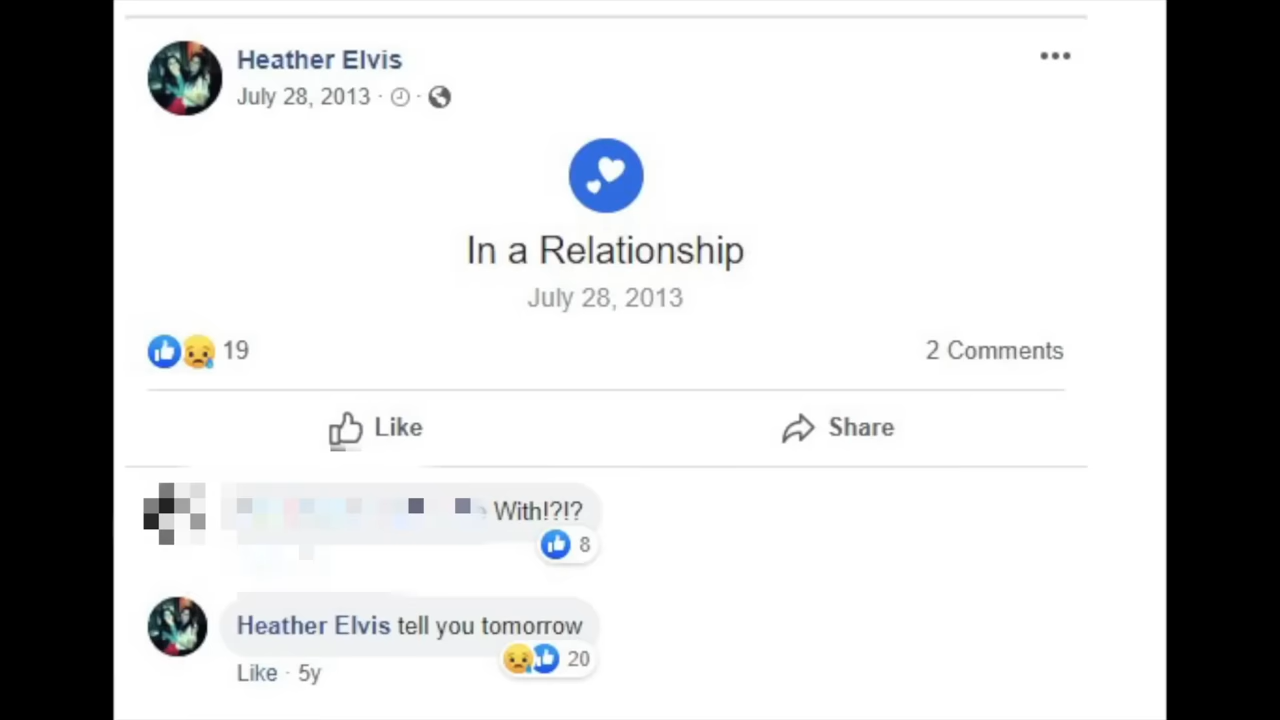 Heather Elvis
July 28, 2013
In a Relationship
July 28, 2013
19
2 Comments
Like
Share
With!?!?
8
Heather Elvis tell you tomorrow
20
Like · 5y